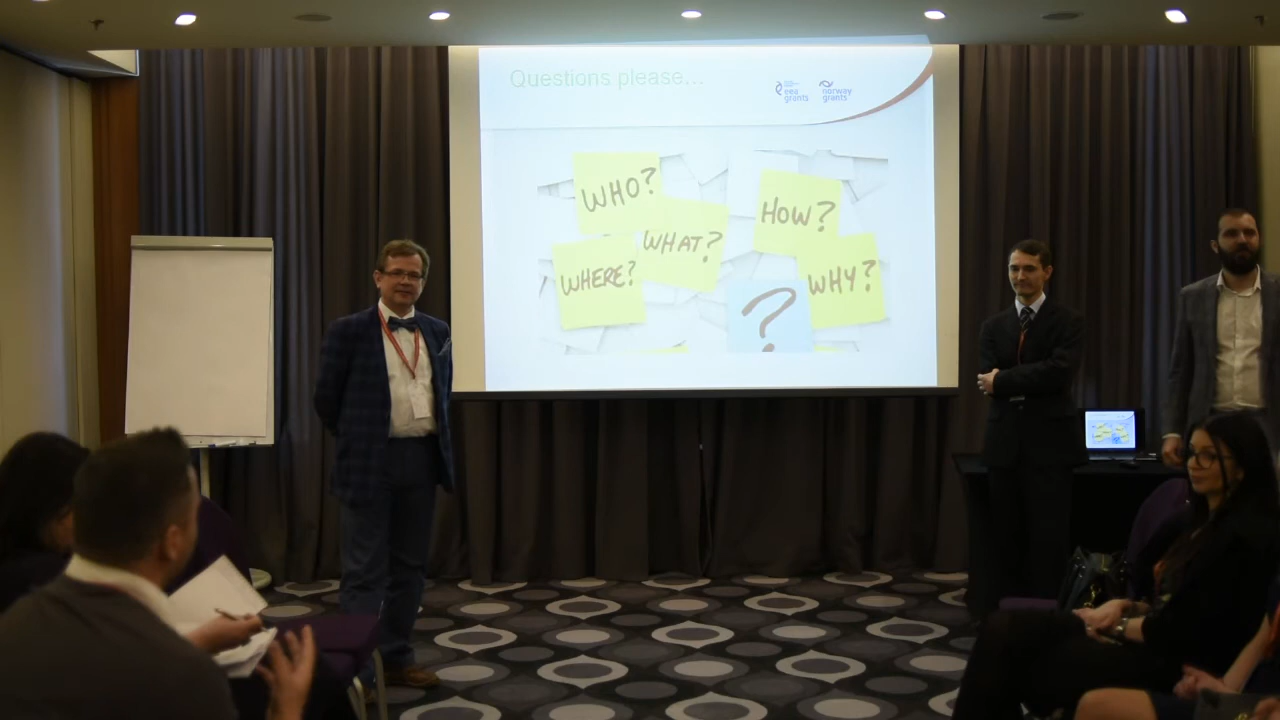 Questions please...
eea
grants
norway
grants
WHO?
WHAT?
WHERE?
HOW?
WHY?
?